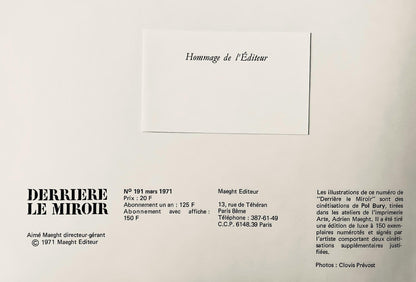 Hommage de l'Éditeur
DERRIERE
LE MIROIR
Aimé Maeght directeur-gérant
© 1971 Maeght Editeur
Nº 191 mars 1971
Prix : 20 F
Abonnement un an : 125 F
Abonnement avec affiche :
150 F
Maeght Editeur
13, rue de Téhéran
Paris 8ème
Téléphone : 387-61-49
C.C.P. 6148.39 Paris
Les illustrations de ce numéro de
"Derrière le Miroir" sont des
cinétisations de Pol Bury, tirées
dans les ateliers de l'imprimerie
Arte, Adrien Maeght. Il a été tiré
une édition de luxe à 150 exem-
plaires numérotés et signés par
l'artiste comportant deux cinéti-
sations supplémentaires justi-
fiées.
Photos : Clovis Prévost